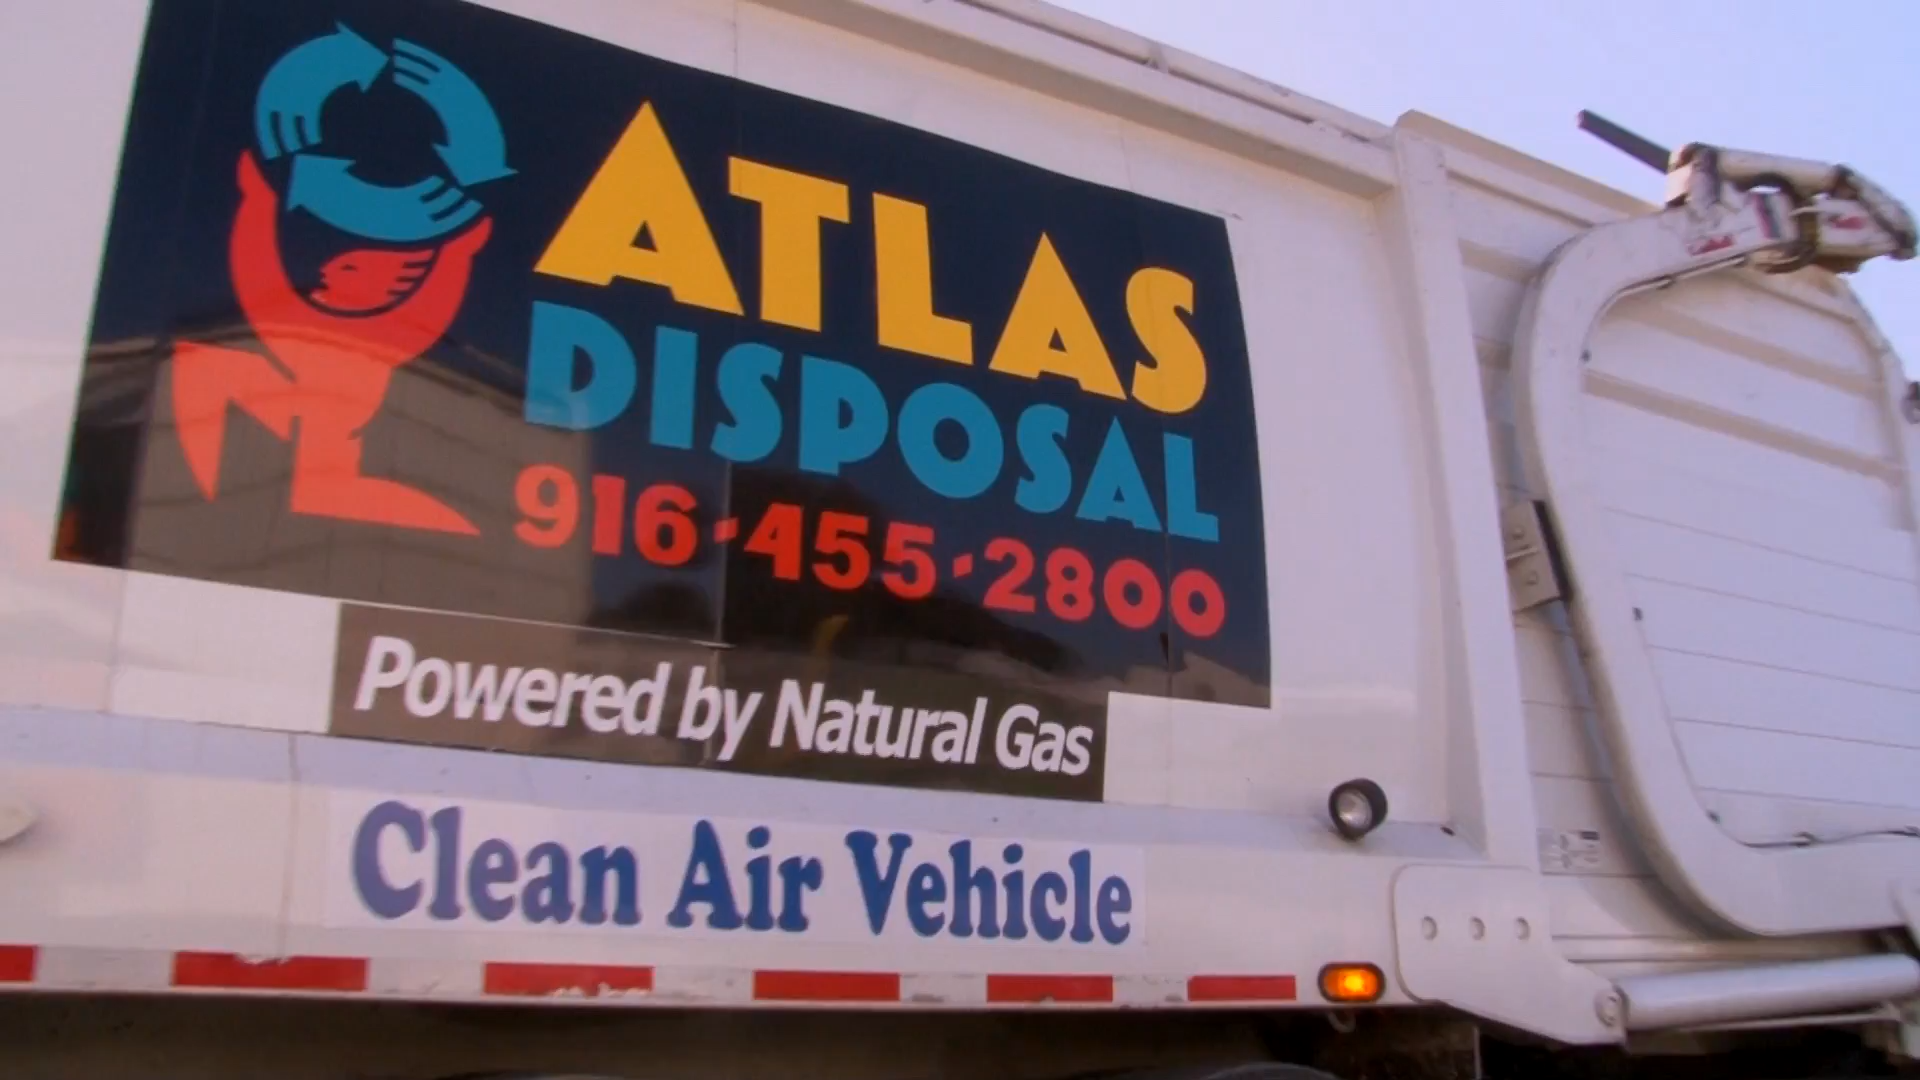 ATLAS
DISPOSAL
916-455-2800
Powered by Natural Gas
Clean Air Vehicle